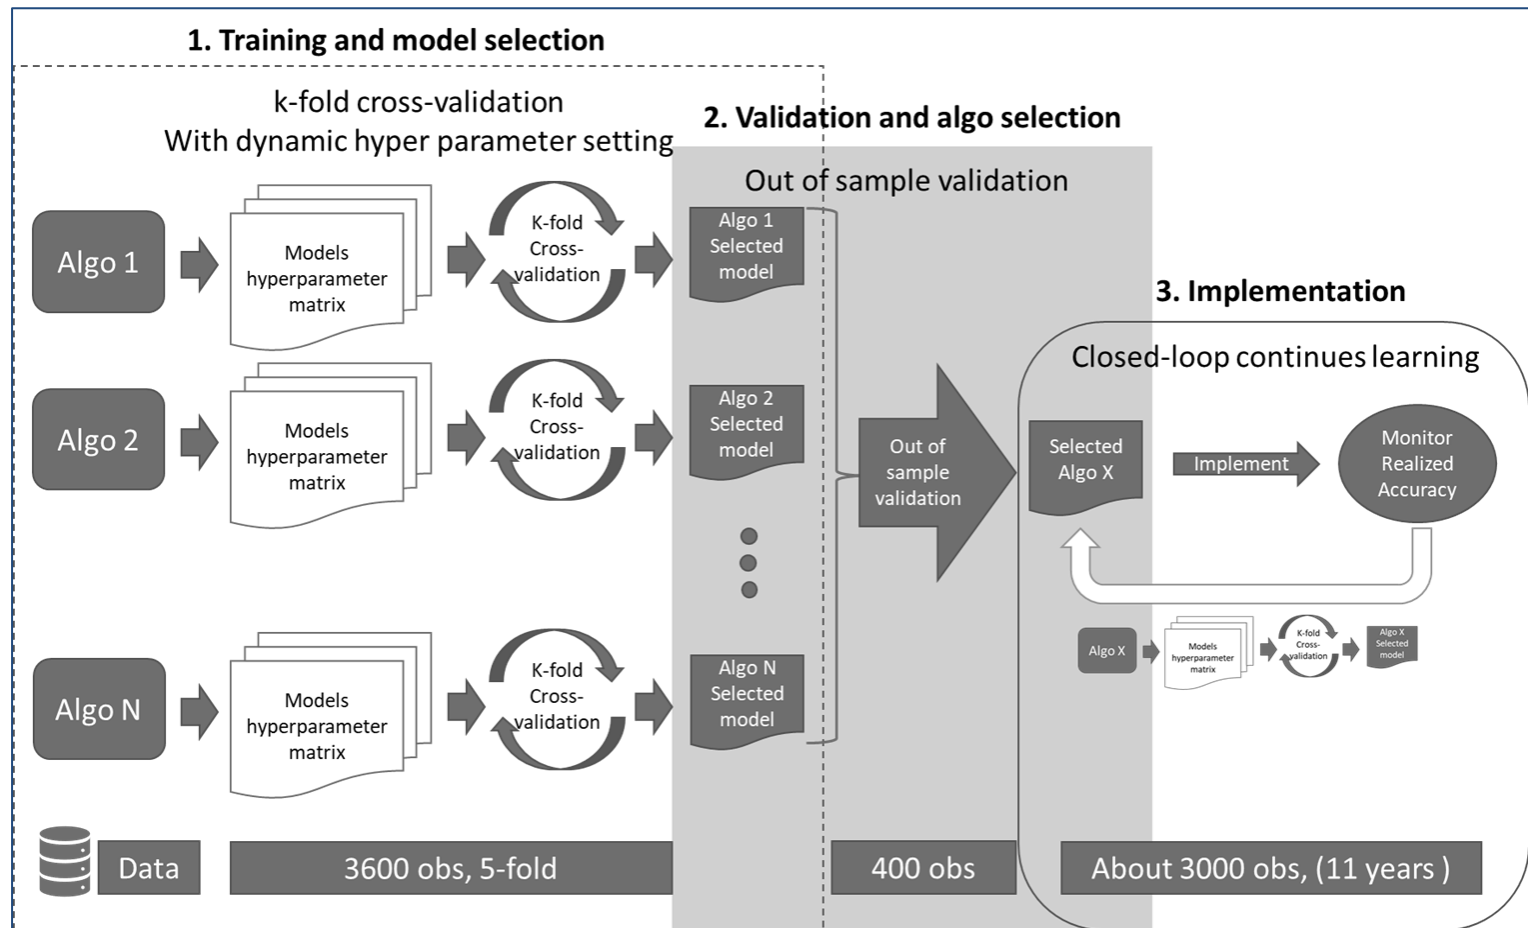 1. Training and model selection
k-fold cross-validation
With dynamic hyper parameter setting
2. Validation and algo selection
Out of sample validation
3. Implementation
Closed-loop continues learning
Algo 1
Models
hyperparameter
matrix
K-fold
Cross-
validation
Algo 1
Selected
model
Algo 2
Models
hyperparameter
matrix
K-fold
Cross-
validation
Algo 2
Selected
model
Algo N
Models
hyperparameter
matrix
K-fold
Cross-
validation
Algo N
Selected
model
Out of
sample
validation
Selected
Algo X
Implement
Monitor
Realized
Accuracy
Algo X
Models
hyperparameter
matrix
K-fold
Cross-
validation
Algo X
Selected
model
Data
3600 obs, 5-fold
400 obs
About 3000 obs, (11 years )